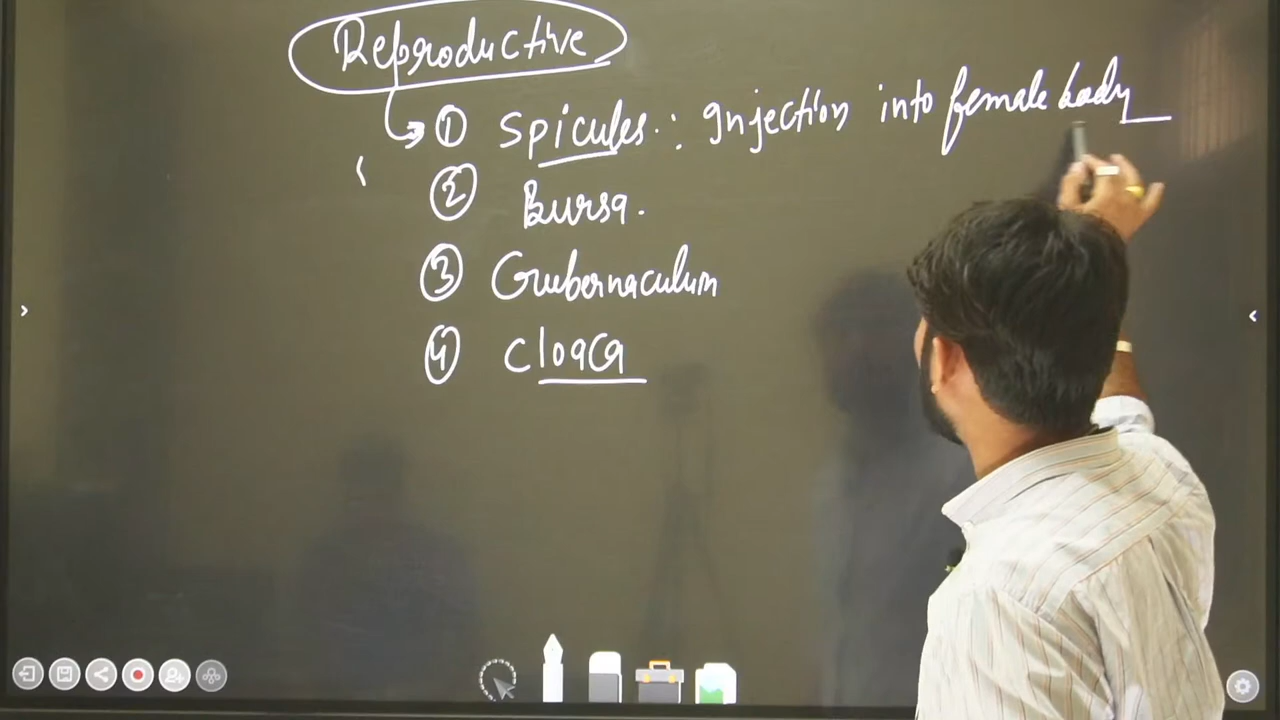 Reproductive
① Spicules : Injection into female body
② Bursa.
③ Gubernaculum
④ Cloaca